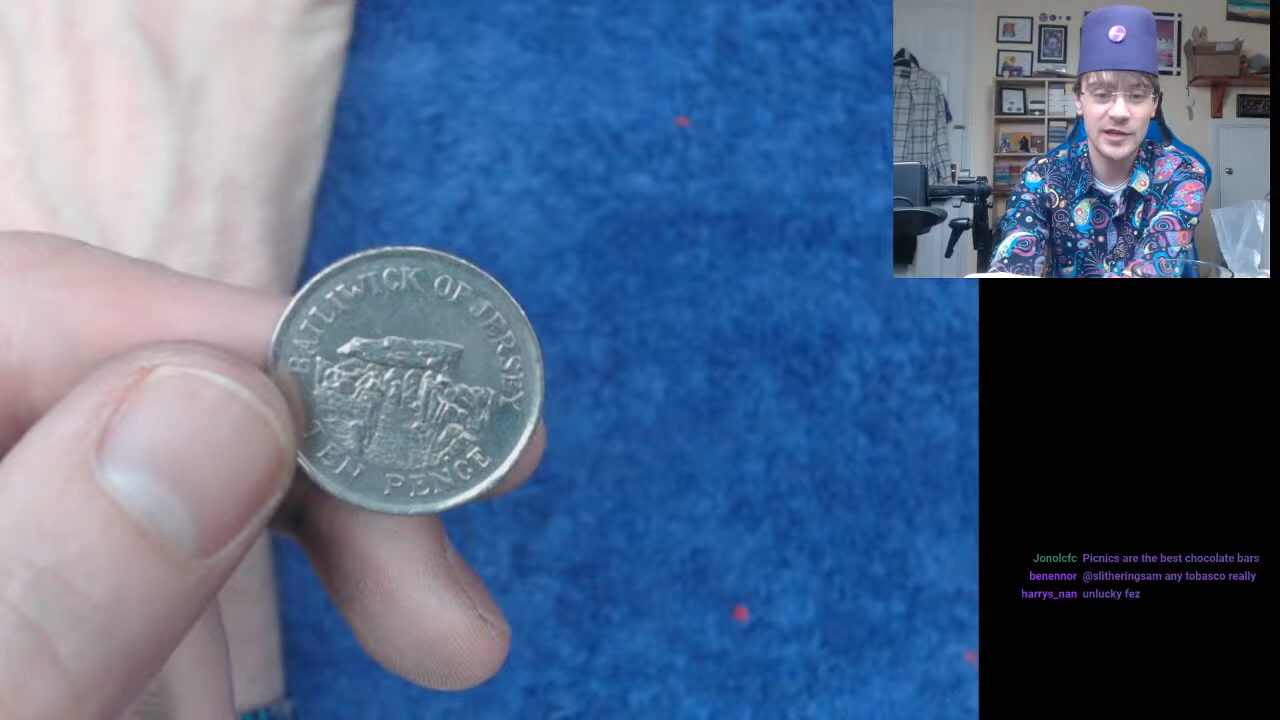 BAILIWICK OF JERSEY
TEN PENCE
Jonolcfc Picnics are the best chocolate bars
benennor @slitheringsam any tobasco really
harrys_nan unlucky fez